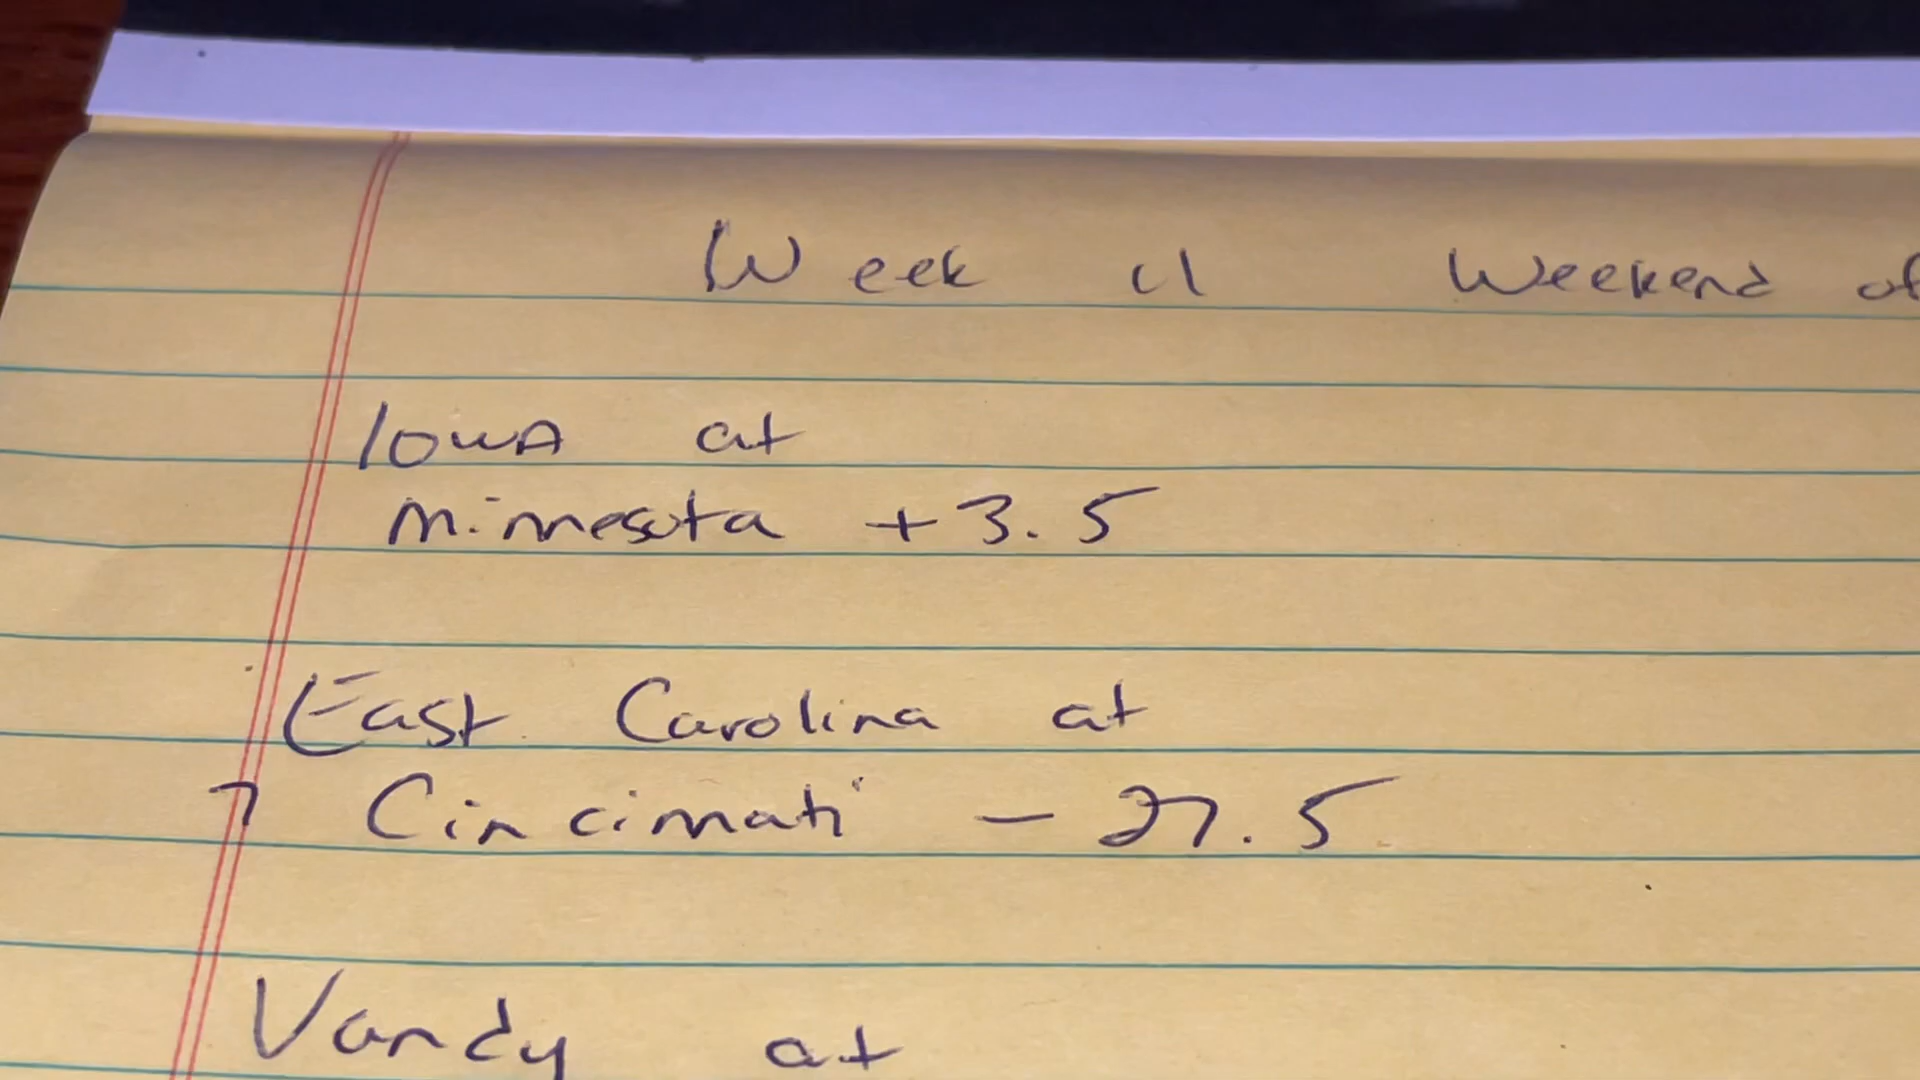 Week 11 Weekend of
Iowa at
Minnesota +3.5
East Carolina at
7 Cincinnati -27.5
Vandy at